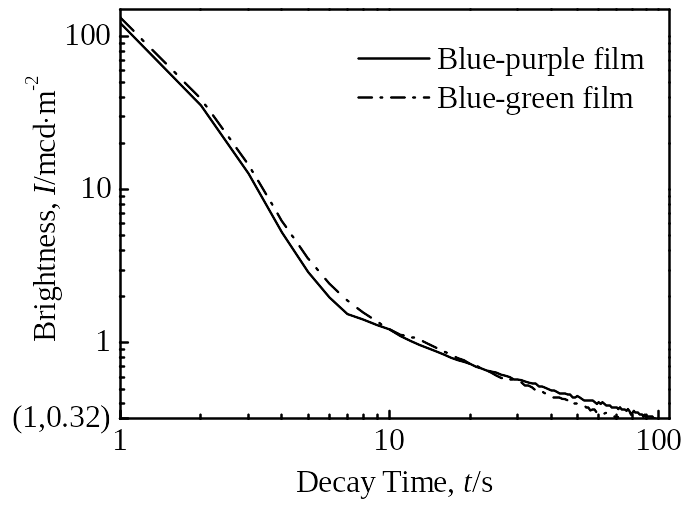 100
Blue-purple film
Blue-green film
10
1
(1,0.32)
Brightness, I/mcd·m⁻²
1 10 100
Decay Time, t/s